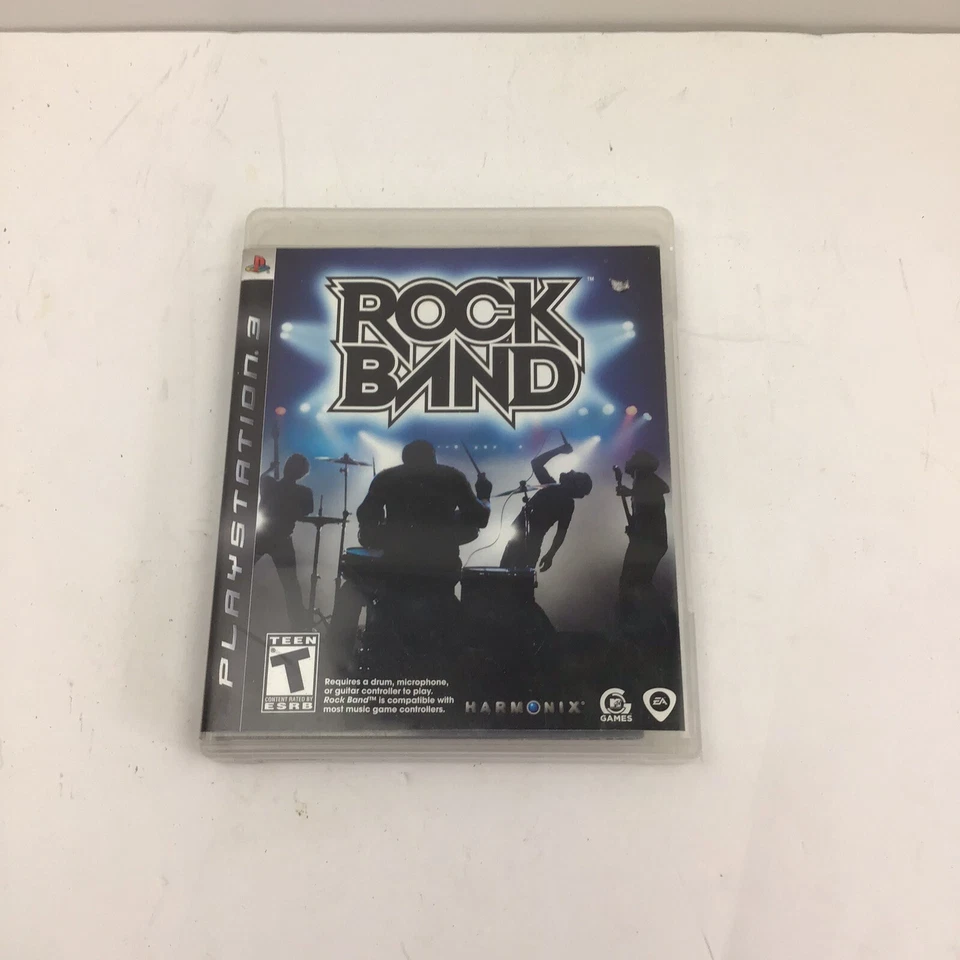 PLAYSTATION 3
ROCK™
BAND
TEEN
T
CONTENT RATED BY
ESRB
Requires a drum, microphone,
or guitar controller to play.
Rock Band™ is compatible with
most music game controllers.
HARMONIX
GAMES
EA